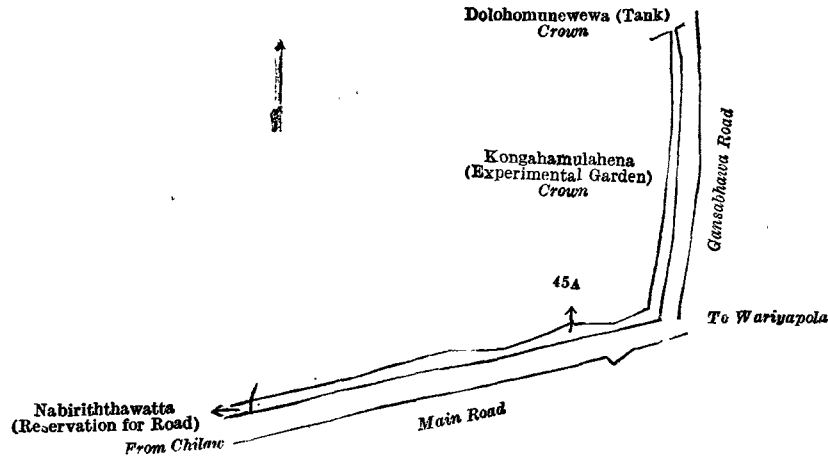 Dolohomunewewa (Tank)
Crown
Kongahamulahena
(Experimental Garden)
Crown
Gansabhawa Road
45A
To Wariyapola
Nabiriththawatta
(Reservation for Road)
From Chilaw
Main Road